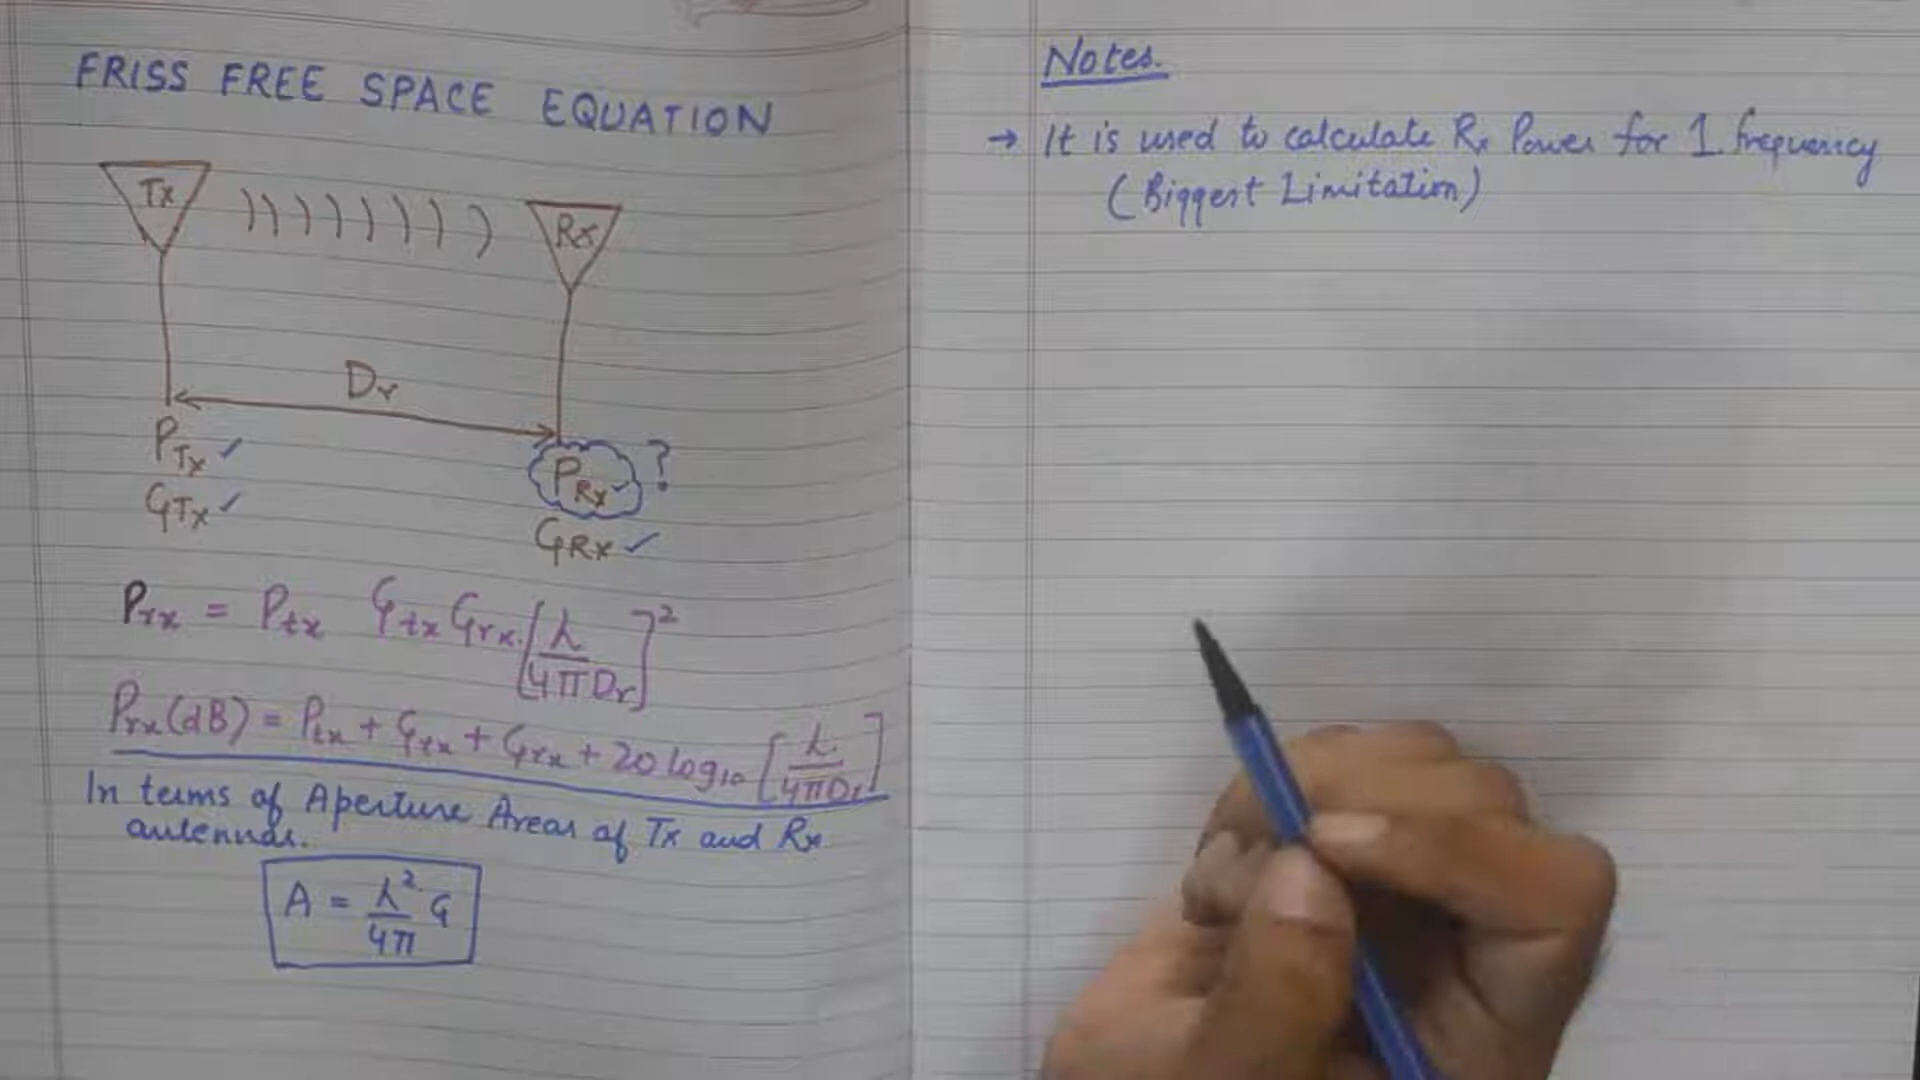 FRISS FREE SPACE EQUATION
Tx )))))))) Rx
Dr
PTx ✓
GTx ✓
PRx ?
GRx ✓
Prx = Ptx Gtx Grx [λ/4πDr]²
Prx(dB) = Ptx + Gtx + Grx + 20 log10 [λ/4πDr]
In terms of Aperture Areas of Tx and Rx
antennas.
A = λ²/4π G
Notes.
→ It is used to calculate Rx Power for 1 frequency
(Biggest Limitation)